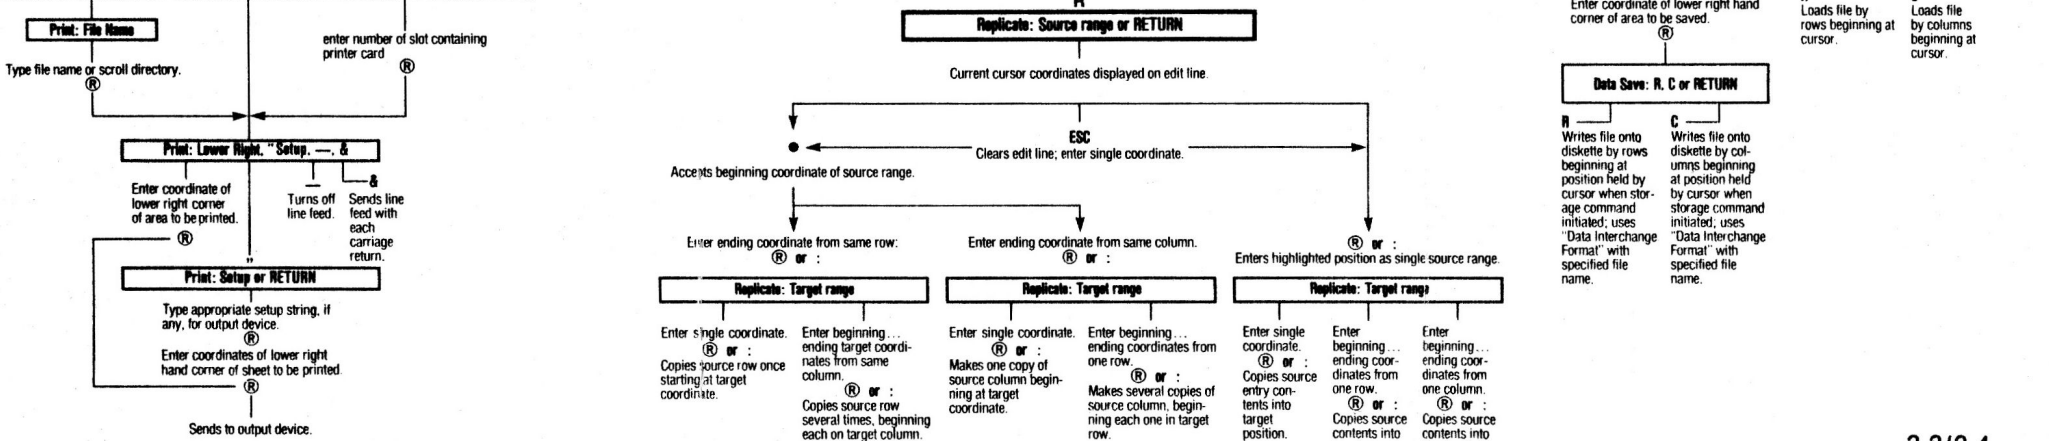 Print: File Name
Type file name or scroll directory.
®
enter number of slot containing
printer card
®
Print: Lower Right, "Setup, —, &
Enter coordinate of
lower right corner
of area to be printed.
®
—
Turns off
line feed.
&
Sends line
feed with
each
carriage
return.
"
Print: Setup or RETURN
Type appropriate setup string, if
any, for output device.
®
Enter coordinates of lower right
hand corner of sheet to be printed.
®
Sends to output device.
Replicate: Source range or RETURN
Current cursor coordinates displayed on edit line.
ESC
Clears edit line; enter single coordinate.
Accepts beginning coordinate of source range.
Enter ending coordinate from same row:
® or :
Enter ending coordinate from same column.
® or :
® or :
Enters highlighted position as single source range.
Replicate: Target range
Enter single coordinate.
® or :
Copies source row once
starting at target
coordinate.
Enter beginning...
ending target coordi-
nates from same
column.
® or :
Copies source row
several times, beginning
each on target column.
Replicate: Target range
Enter single coordinate.
® or :
Makes one copy of
source column begin-
ning at target
coordinate.
Enter beginning...
ending coordinates from
one row.
® or :
Makes several copies of
source column, begin-
ning each one in target
row.
Replicate: Target range
Enter single
coordinate.
® or :
Copies source
entry con-
tents into
target
position.
Enter
beginning...
ending coor-
dinates from
one row.
® or :
Copies source
contents into
Enter
beginning...
ending coor-
dinates from
one column.
® or :
Copies source
contents into
Enter coordinate of lower right hand
corner of area to be saved.
®
Data Save: R, C or RETURN
R
Writes file onto
diskette by rows
beginning at
position held by
cursor when stor-
age command
initiated; uses
"Data Interchange
Format" with
specified file
name.
C
Writes file onto
diskette by col-
umns beginning
at position held
by cursor when
storage command
initiated; uses
"Data Interchange
Format" with
specified file
name.
Loads file by
rows beginning at
cursor.
Loads file
by columns
beginning at
cursor.